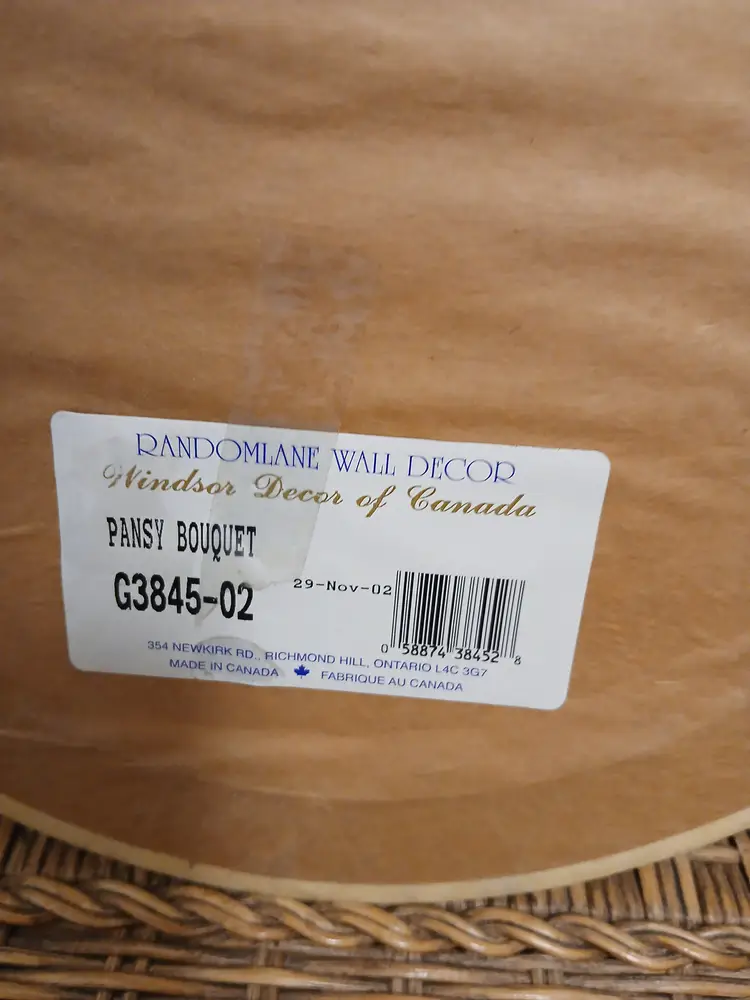 RANDOMLANE WALL DECOR
Windsor Decor of Canada
PANSY BOUQUET
G3845-02
29-Nov-02
0 58874 38452 8
354 NEWKIRK RD., RICHMOND HILL, ONTARIO L4C 3G7
MADE IN CANADA FABRIQUE AU CANADA